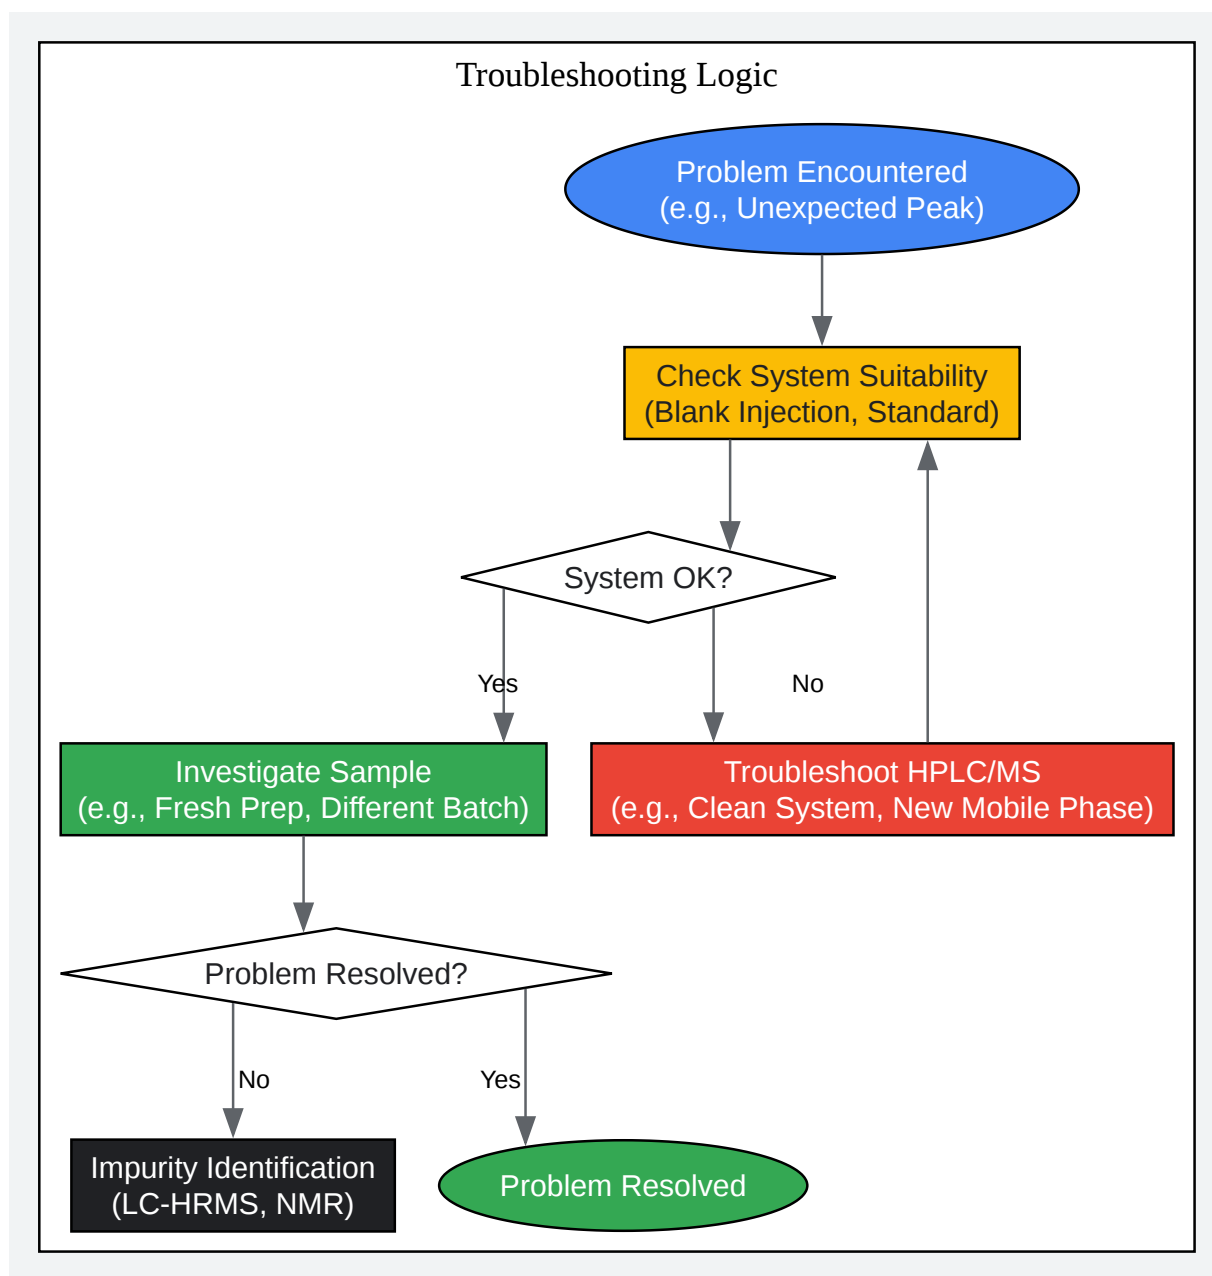 Troubleshooting Logic
Problem Encountered
(e.g., Unexpected Peak)
Check System Suitability
(Blank Injection, Standard)
System OK?
Yes
No
Investigate Sample
(e.g., Fresh Prep, Different Batch)
Troubleshoot HPLC/MS
(e.g., Clean System, New Mobile Phase)
Problem Resolved?
No
Yes
Impurity Identification
(LC-HRMS, NMR)
Problem Resolved